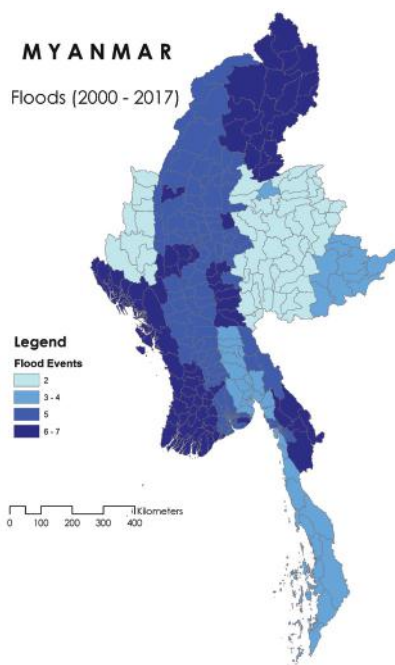 MYANMAR
Floods (2000 - 2017)
Legend
Flood Events
2
3 - 4
5
6 - 7
Kilometers
0 50 100 200 300 400